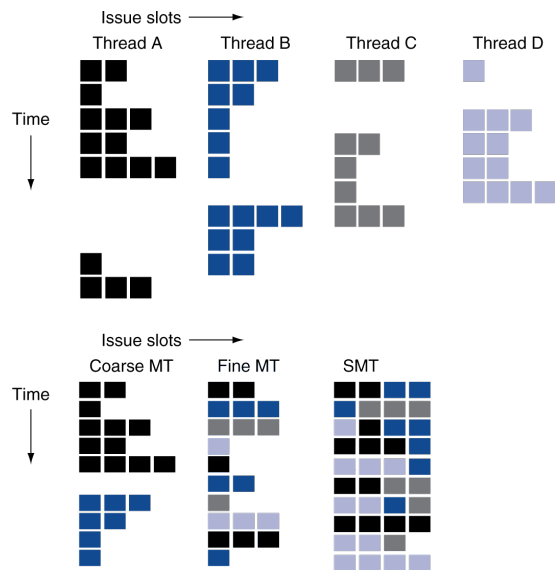 Issue slots
Thread A Thread B Thread C Thread D
Time
Issue slots
Coarse MT Fine MT SMT
Time